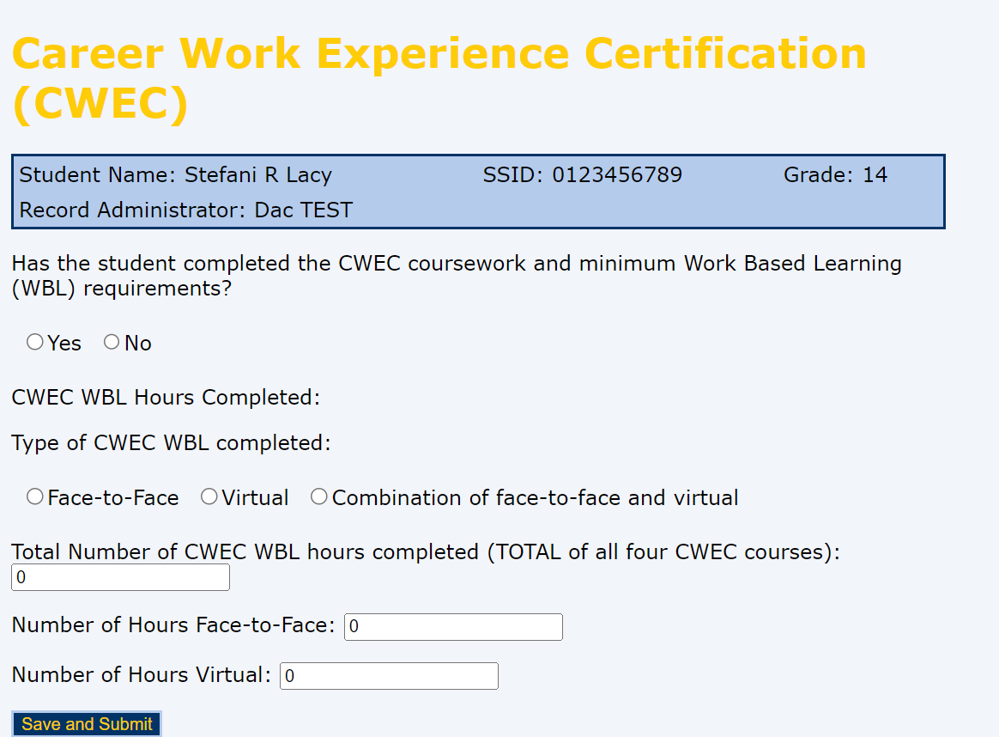 Career Work Experience Certification
(CWEC)
Student Name: Stefani R Lacy SSID: 0123456789 Grade: 14
Record Administrator: Dac TEST
Has the student completed the CWEC coursework and minimum Work Based Learning
(WBL) requirements?
Yes No
CWEC WBL Hours Completed:
Type of CWEC WBL completed:
Face-to-Face Virtual Combination of face-to-face and virtual
Total Number of CWEC WBL hours completed (TOTAL of all four CWEC courses):
0
Number of Hours Face-to-Face: 0
Number of Hours Virtual: 0
Save and Submit